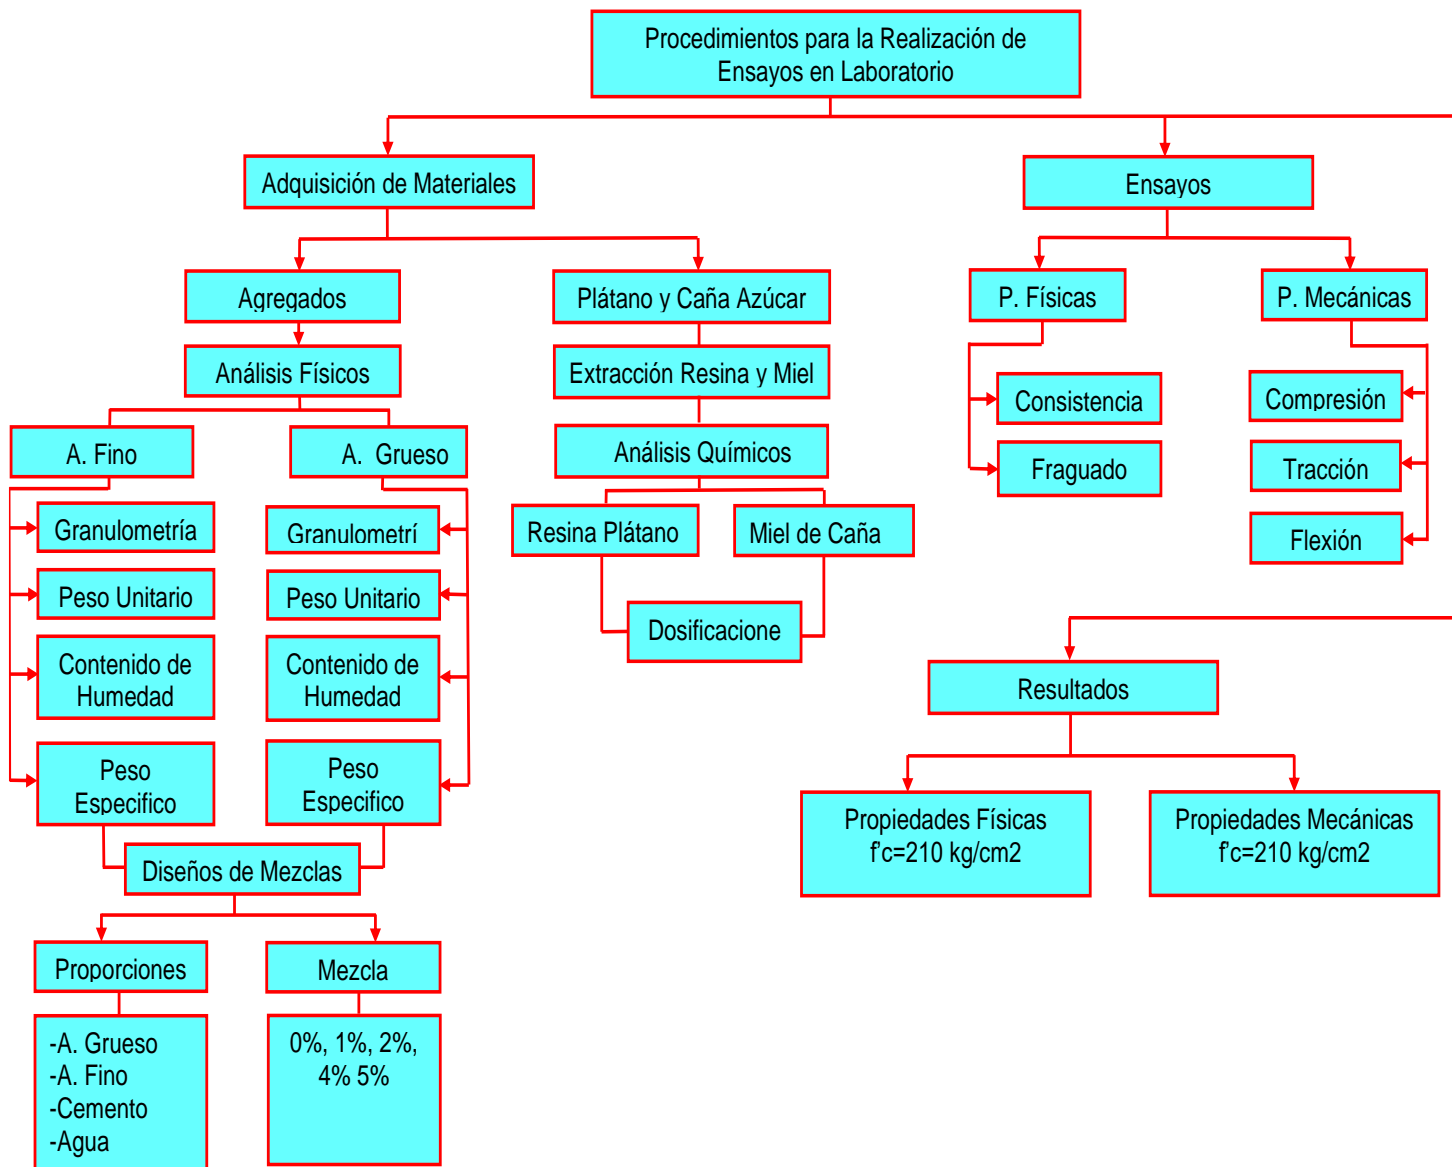 Procedimientos para la Realización de
Ensayos en Laboratorio
Adquisición de Materiales
Ensayos
Agregados
Plátano y Caña Azúcar
P. Físicas
P. Mecánicas
Análisis Físicos
Extracción Resina y Miel
Consistencia
Compresión
A. Fino
A. Grueso
Análisis Químicos
Fraguado
Tracción
Granulometría
Granulometrí
Resina Plátano
Miel de Caña
Flexión
Peso Unitario
Peso Unitario
Dosificacione
Contenido de
Humedad
Contenido de
Humedad
Resultados
Peso
Especifico
Peso
Especifico
Propiedades Físicas
f'c=210 kg/cm2
Propiedades Mecánicas
f'c=210 kg/cm2
Diseños de Mezclas
Proporciones
Mezcla
-A. Grueso
-A. Fino
-Cemento
-Agua
0%, 1%, 2%,
4% 5%